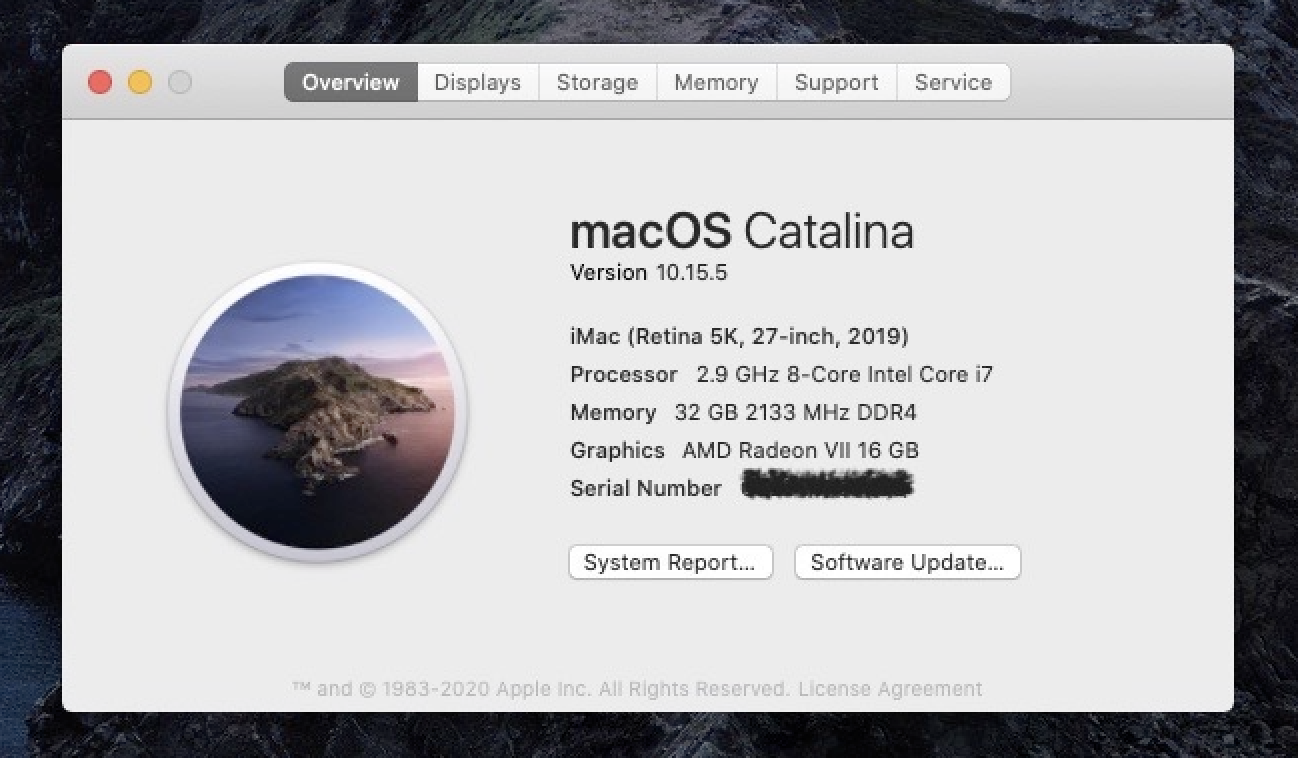 Overview Displays Storage Memory Support Service
macOS Catalina
Version 10.15.5
iMac (Retina 5K, 27-inch, 2019)
Processor 2.9 GHz 8-Core Intel Core i7
Memory 32 GB 2133 MHz DDR4
Graphics AMD Radeon VII 16 GB
Serial Number
System Report... Software Update...
™ and © 1983-2020 Apple Inc. All Rights Reserved. License Agreement